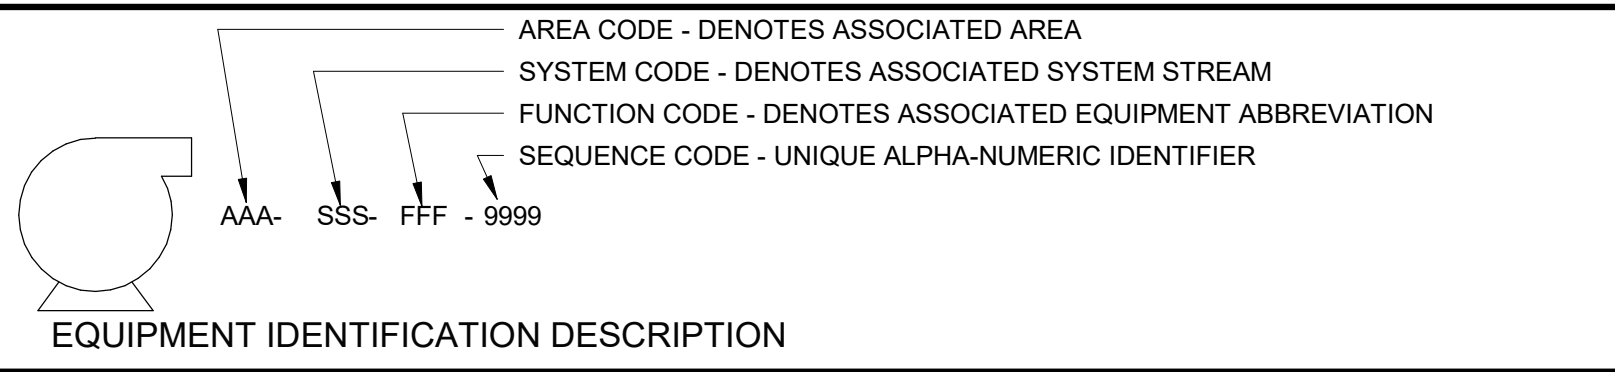 AREA CODE - DENOTES ASSOCIATED AREA
SYSTEM CODE - DENOTES ASSOCIATED SYSTEM STREAM
FUNCTION CODE - DENOTES ASSOCIATED EQUIPMENT ABBREVIATION
SEQUENCE CODE - UNIQUE ALPHA-NUMERIC IDENTIFIER
AAA- SSS- FFF - 9999
EQUIPMENT IDENTIFICATION DESCRIPTION